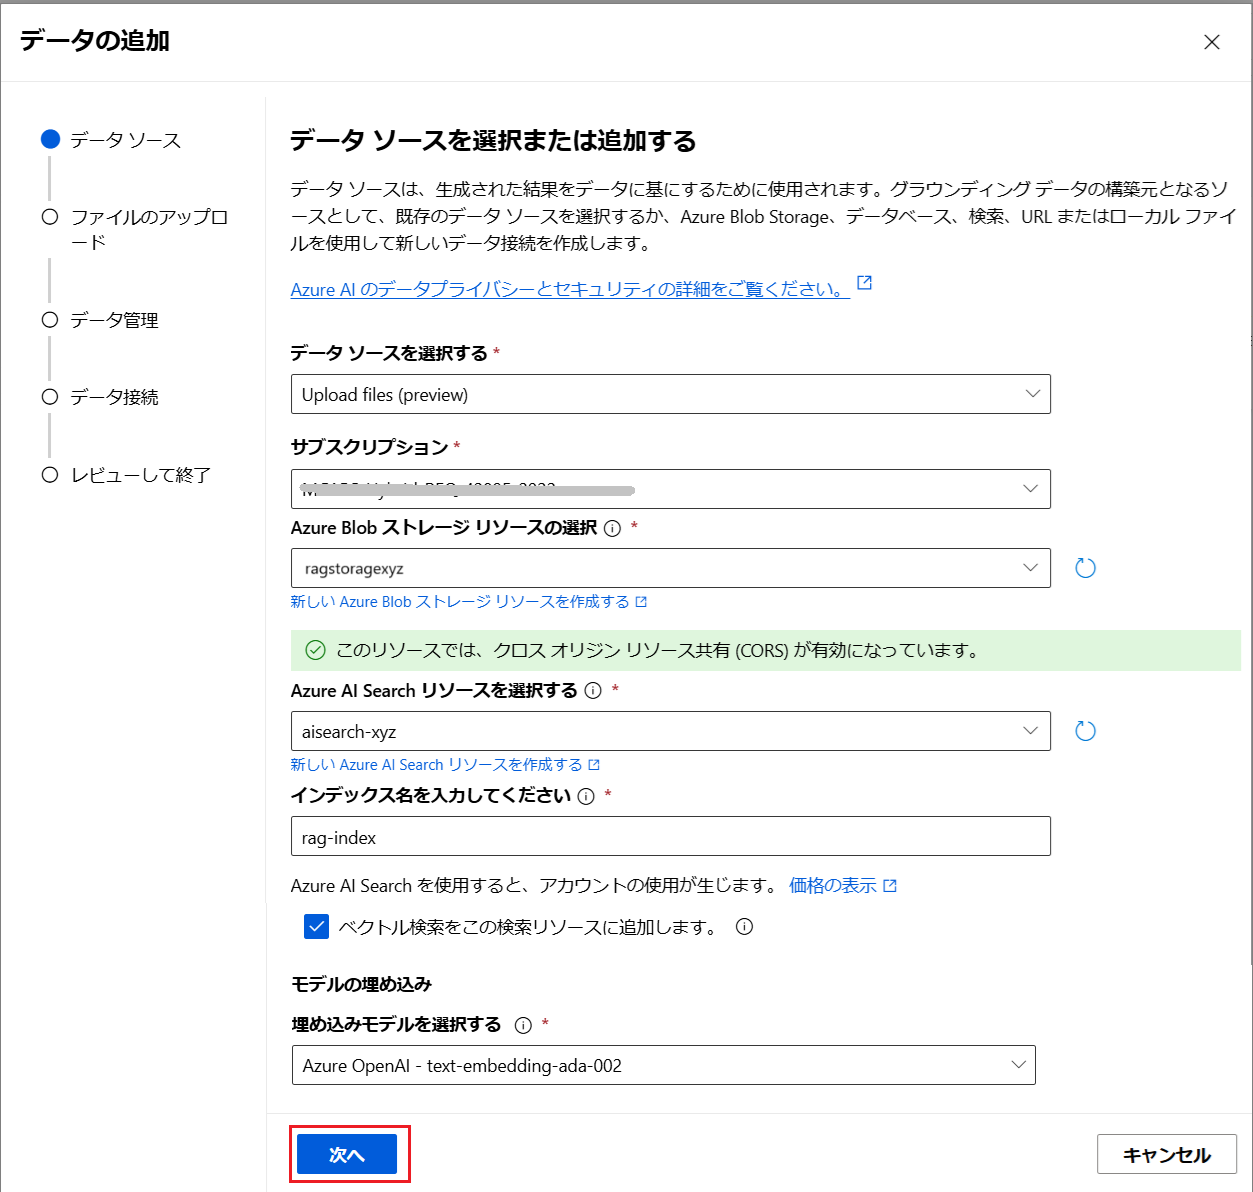 データの追加
データ ソース
ファイルのアップロ
ード
データ管理
データ接続
レビューして終了
データ ソースを選択または追加する
データ ソースは、生成された結果をデータに基にするために使用されます。グラウンディング データの構築元となるソ
ースとして、既存のデータ ソースを選択するか、Azure Blob Storage、データベース、検索、URL またはローカル ファイ
ルを使用して新しいデータ接続を作成します。
Azure AI のデータプライバシーとセキュリティの詳細をご覧ください。
データ ソースを選択する *
Upload files (preview)
サブスクリプション *
Azure Blob ストレージ リソースの選択 *
ragstoragexyz
新しい Azure Blob ストレージ リソースを作成する
このリソースでは、クロス オリジン リソース共有 (CORS) が有効になっています。
Azure AI Search リソースを選択する *
aisearch-xyz
新しい Azure AI Search リソースを作成する
インデックス名を入力してください *
rag-index
Azure AI Search を使用すると、アカウントの使用が生じます。 価格の表示
ベクトル検索をこの検索リソースに追加します。
モデルの埋め込み
埋め込みモデルを選択する *
Azure OpenAI - text-embedding-ada-002
次へ
キャンセル